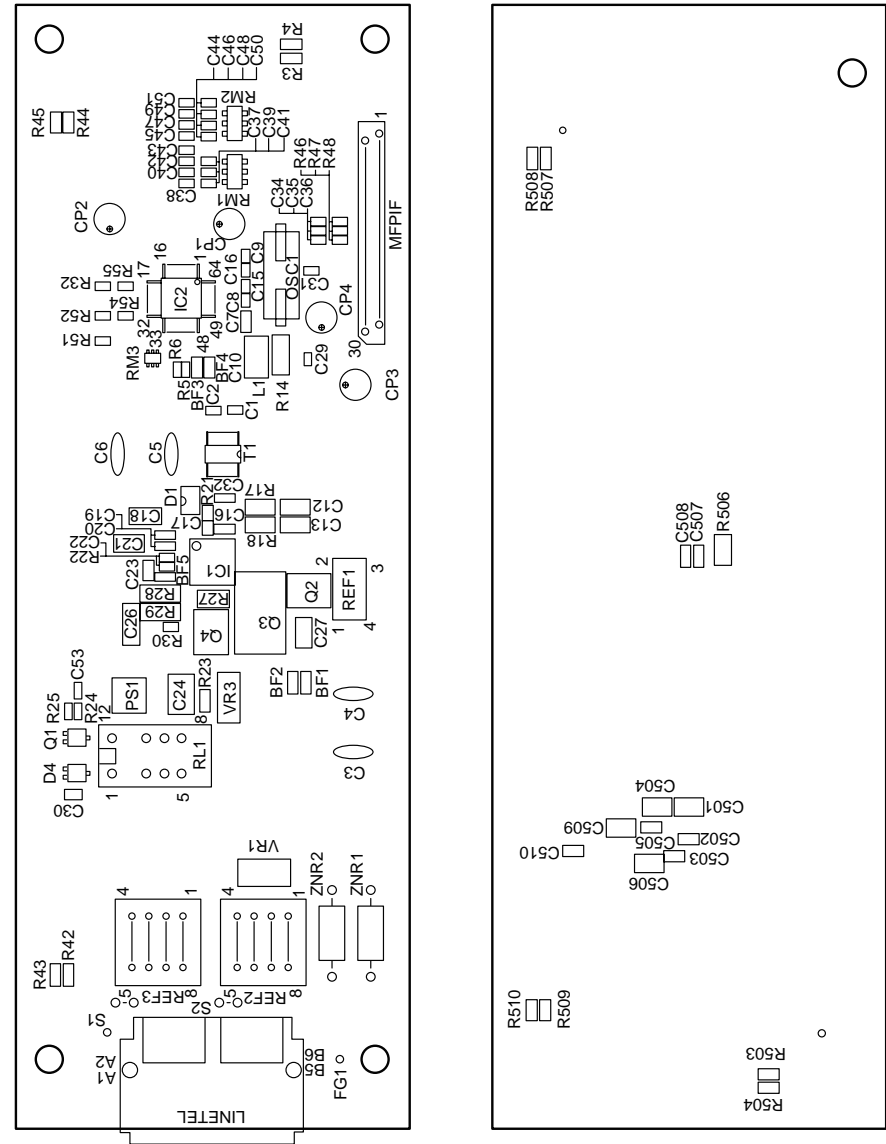 C44
C46
C48
C50
R4
R3
C51
C49
C47
C45
RM2
R45
R44
C37
C39
C41
C43
C42
C40
C38
RM1
R46
R47
R48
1
C34
C35
C36
MFPIF
CP2
CP1
16
17
1
64
IC2
R32
R55
R52
R54
R51
32
33
49
48
C16
C9
C15
OSC1
C31
C8
C7
CP4
30
RM3
R6
R5
BF3
BF4
C10
L1
R14
C29
CP3
C2
C1
C6
C5
T1
D1
R21
C32
R17
C12
C19
C20
C22
R22
C18
C21
C17
C16
R18
C13
C23
BF5
IC1
R28
R27
R29
C26
R30
Q4
Q3
Q2
2
REF1
3
1
4
C27
R25
C53
R24
12
PS1
C24
R23
8
VR3
BF2
BF1
C4
Q1
D4
C30
RL1
1
5
C3
VR1
4
1
4
1
ZNR2
ZNR1
R43
R42
5
REF3
8
S2
5
REF2
8
S1
A2
A1
B6
B5
FG1
LINETEL
R508
R507
C508
C507
R506
C504
C501
C509
C505
C502
C510
C503
C506
R510
R509
R503
R504